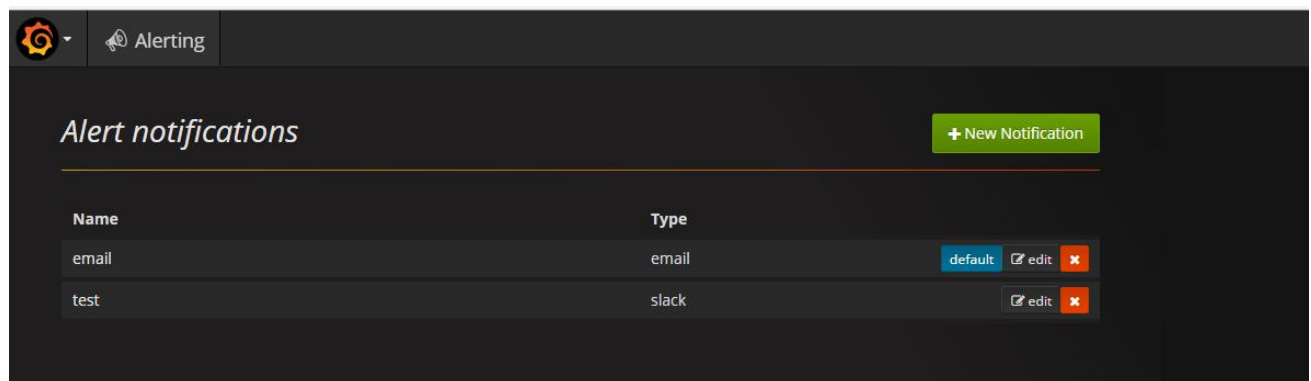 Alerting
Alert notifications
New Notification
Name Type
email email default edit
test slack edit